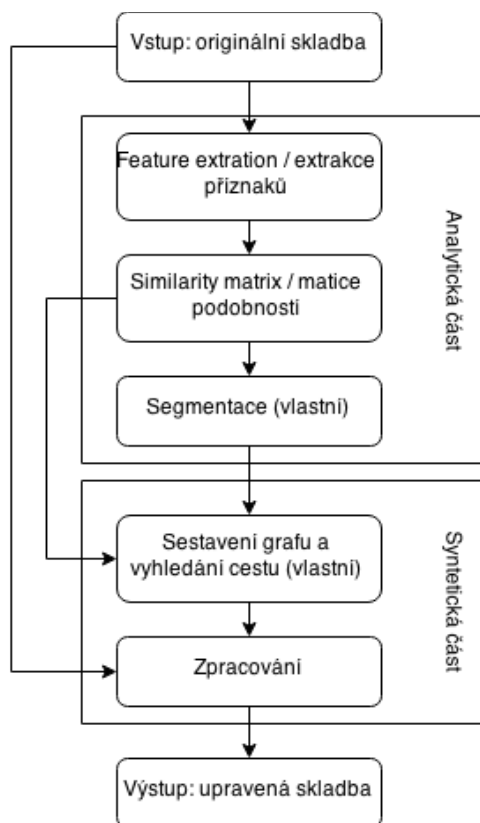 Vstup: originální skladba
Feature extration / extrakce
příznaků
Analytická část
Similarity matrix / matice
podobností
Segmentace (vlastní)
Sestavení grafu a
vyhledání cestu (vlastní)
Syntetická část
Zpracování
Výstup: upravená skladba